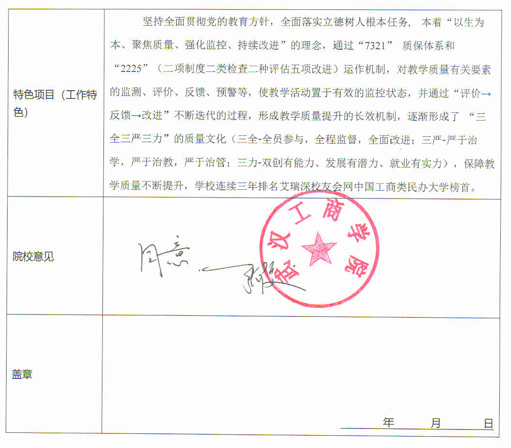 坚持全面贯彻党的教育方针，全面落实立德树人根本任务, 本着“以生为
本、聚焦质量、强化监控、持续改进”的理念，通过“7321” 质保体系和
“2225”（二项制度二类检查二种评估五项改进）运作机制，对教学质量有关要素
的监测、评价、反馈、预警等，使教学活动置于有效的监控状态，并通过“评价→
反馈→改进”不断迭代的过程，形成教学质量提升的长效机制，逐渐形成了 “三
全三严三力”的质量文化（三全-全员参与，全程监督，全面改进；三严-严于治
学，严于治教，严于治管；三力-双创有能力、发展有潜力、就业有实力），保障教
学质量不断提升，学校连续三年排名艾瑞深校友会网中国工商类民办大学榜首。
特色项目（工作特
色）
院校意见
同意
武汉工商学院
盖章
年 月 日